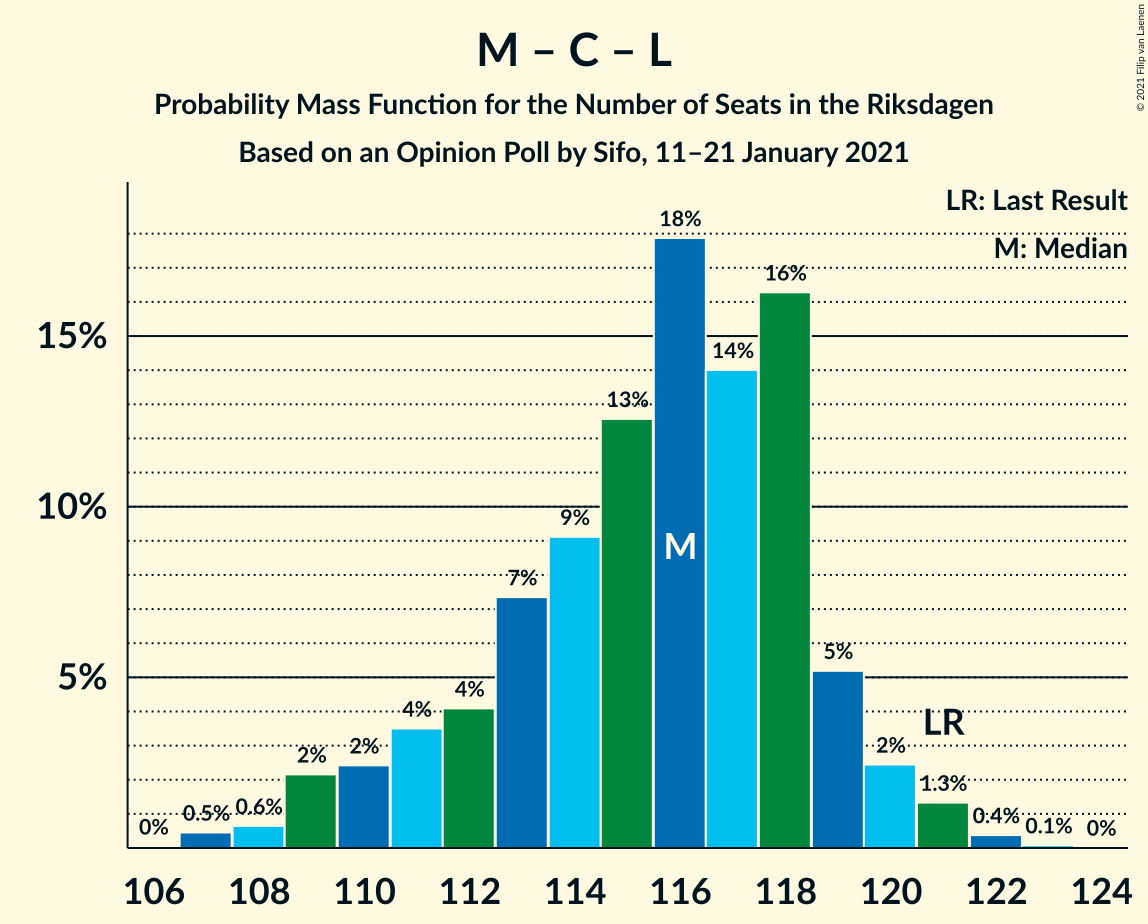 M – C – L
Probability Mass Function for the Number of Seats in the Riksdagen
Based on an Opinion Poll by Sifo, 11–21 January 2021
© 2021 Filip van Laenen
LR: Last Result
M: Median
15%
10%
5%
0%
0.5%
0.6%
2%
2%
4%
4%
7%
9%
13%
18%
14%
16%
5%
2%
1.3%
0.4%
0.1%
0%
M
LR
106 108 110 112 114 116 118 120 122 124